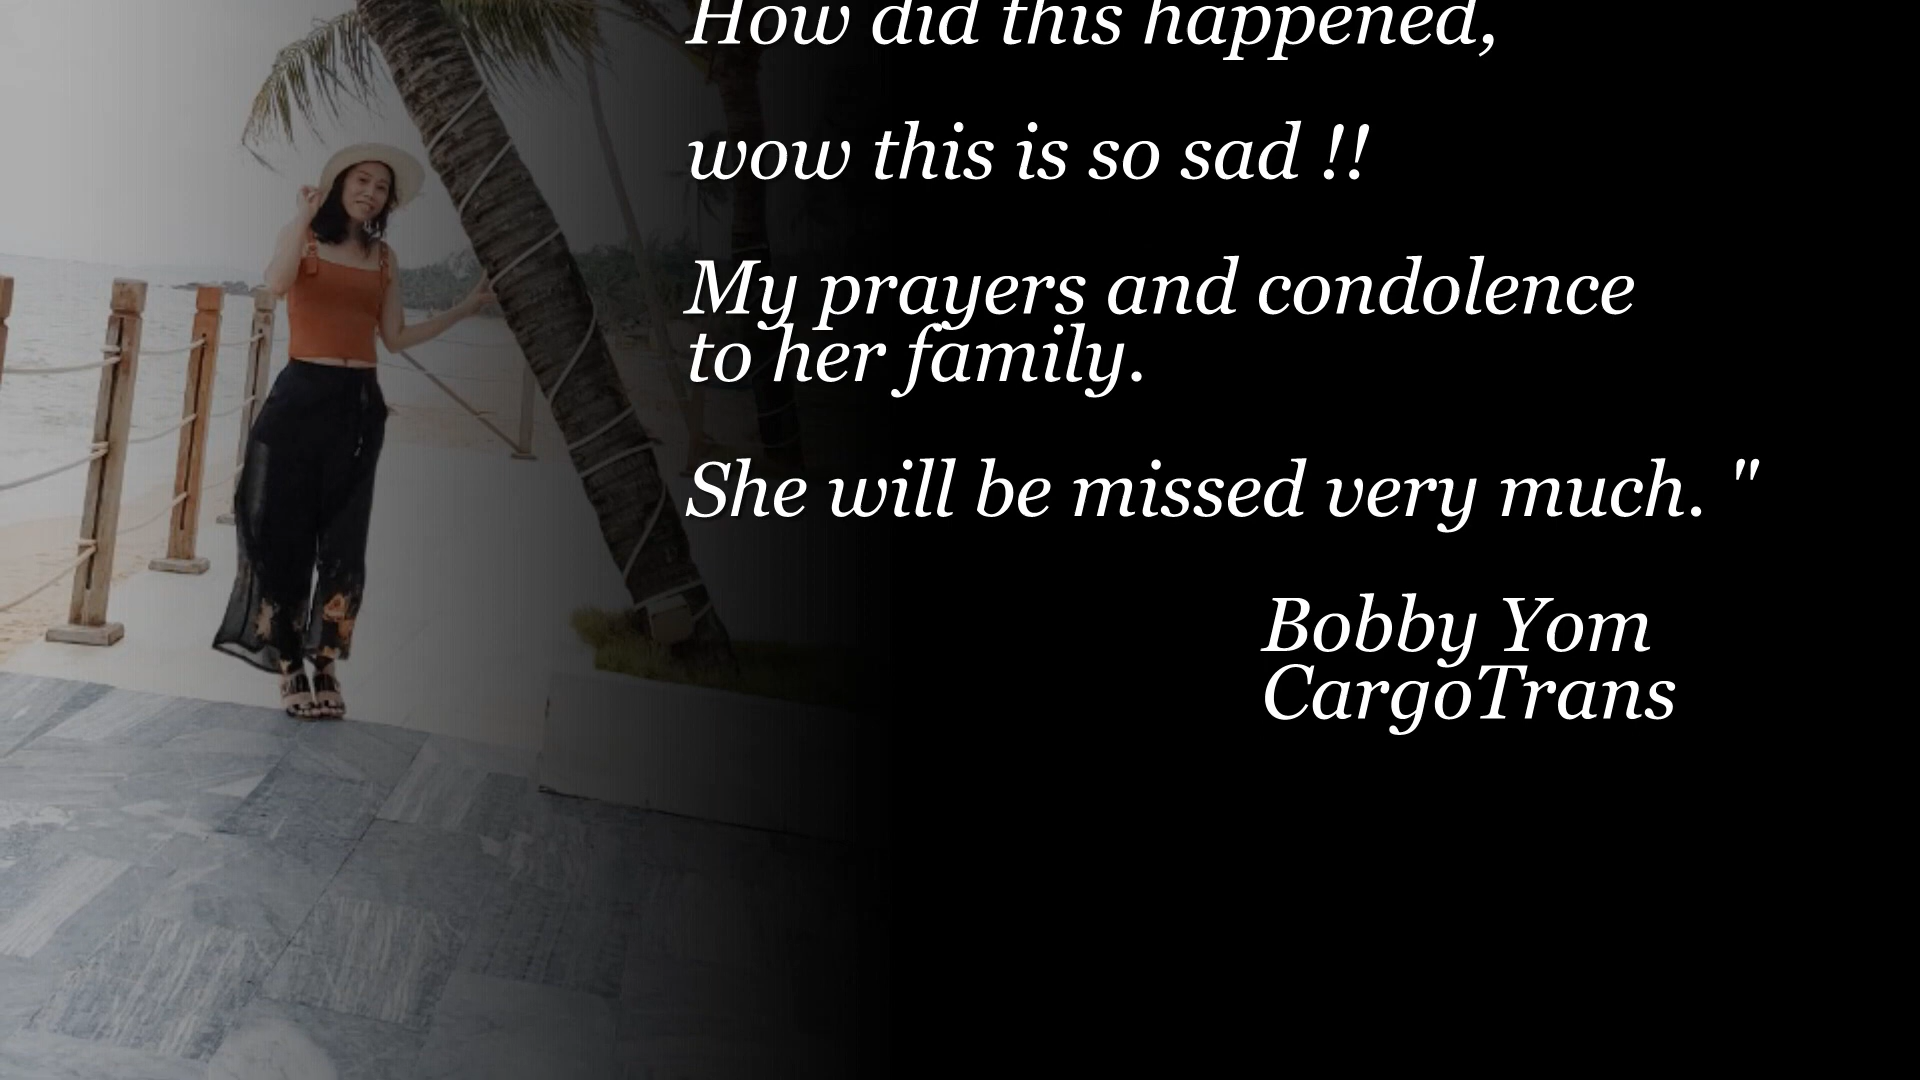 How did this happened,
wow this is so sad !!
My prayers and condolence
to her family.
She will be missed very much. "
Bobby Yom
CargoTrans